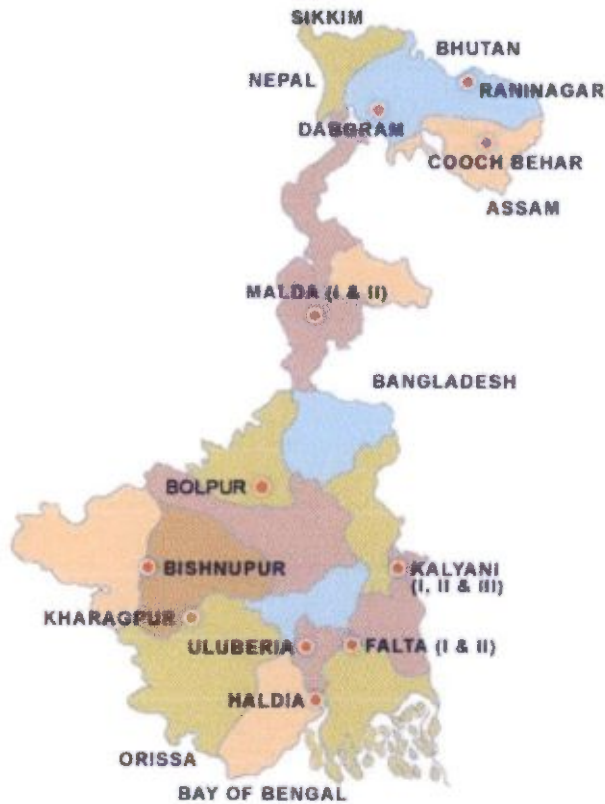 SIKKIM
BHUTAN
NEPAL
RANINAGAR
DABGRAM
COOCH BEHAR
ASSAM
MALDA (I & II)
BANGLADESH
BOLPUR
BISHNUPUR
KALYANI
(I, II & III)
KHARAGPUR
ULUBERIA
FALTA (I & II)
HALDIA
ORISSA
BAY OF BENGAL